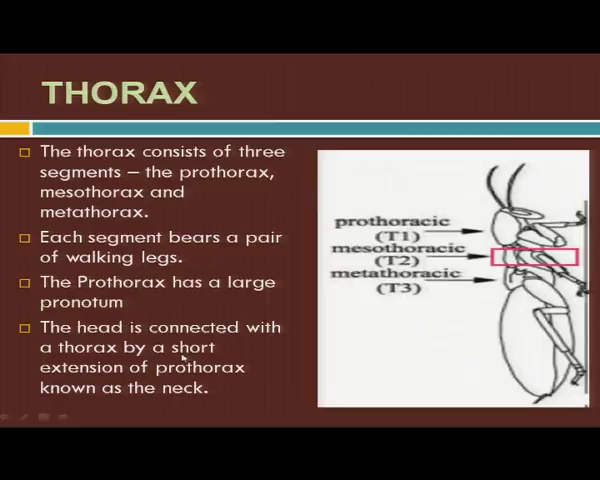 THORAX
The thorax consists of three
segments – the prothorax,
mesothorax and
metathorax.
Each segment bears a pair
of walking legs.
The Prothorax has a large
pronotum
The head is connected with
a thorax by a short
extension of prothorax
known as the neck.
prothoracic
(T1)
mesothoracic
(T2)
metathoracic
(T3)